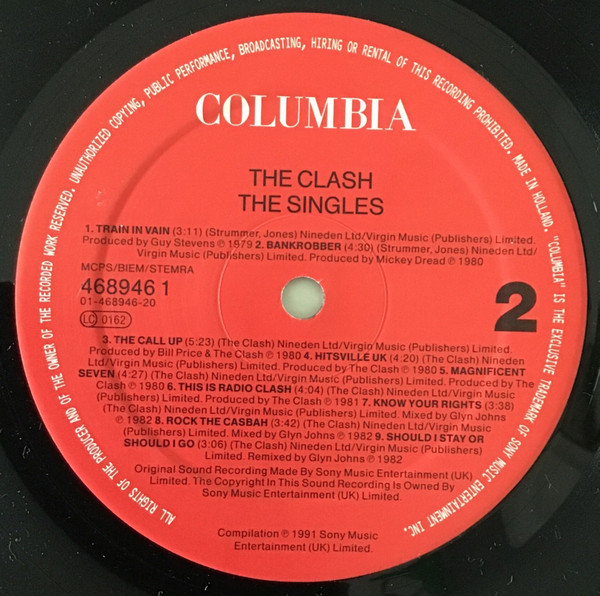 ALL RIGHTS OF THE PRODUCER AND OF THE OWNER OF THE RECORDED WORK RESERVED. UNAUTHORIZED COPYING, PUBLIC PERFORMANCE, BROADCASTING, HIRING OR RENTAL OF THIS RECORDING PROHIBITED. MADE IN HOLLAND. "COLUMBIA" IS THE EXCLUSIVE TRADEMARK OF SONY MUSIC ENTERTAINMENT INC.
COLUMBIA
THE CLASH
THE SINGLES
1. TRAIN IN VAIN (3:11) (Strummer, Jones) Nineden Ltd/Virgin Music (Publishers) Limited.
Produced by Guy Stevens ℗ 1679 2. BANKROBBER (4:30) (Strummer, Jones) Nineden Ltd/
Virgin Music (Publishers) Limited. Produced by Mickey Dread ℗ 1980
MCPS/BIEM/STEMRA
468946 1
01-468946-20
LC 0162
2
3. THE CALL UP (5:23) (The Clash) Nineden Ltd/Virgin Music (Publishers) Limited.
Produced by Bill Price & The Clash ℗ 1980 4. HITSVILLE UK (4:20) (The Clash) Nineden
Ltd/Virgin Music (Publishers) Limited. Produced by The Clash ℗ 1980 5. MAGNIFICENT
SEVEN (4:27) (The Clash) Nineden Ltd/Virgin Music (Publishers) Limited. Produced by The
Clash ℗ 1980 6. THIS IS RADIO CLASH (4:04) (The Clash) Nineden Ltd/Virgin Music
(Publishers) Limited. Produced by The Clash ℗ 1981 7. KNOW YOUR RIGHTS (3:38)
(The Clash) Nineden Ltd/Virgin Music (Publishers) Limited. Mixed by Glyn Johns
℗ 1982 8. ROCK THE CASBAH (3:42) (The Clash) Nineden Ltd/Virgin Music
(Publishers) Limited. Mixed by Glyn Johns ℗ 1982 9. SHOULD I STAY OR
SHOULD I GO (3:06) (The Clash) Nineden Ltd/Virgin Music (Publishers)
Limited. Remixed by Glyn Johns ℗ 1982
Original Sound Recording Made By Sony Music Entertainment (UK)
Limited. The Copyright In This Sound Recording Is Owned By
Sony Music Entertainment (UK) Limited.
Compilation ℗ 1991 Sony Music
Entertainment (UK) Limited.